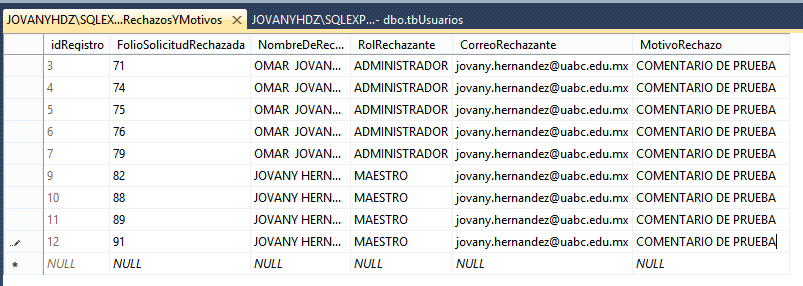 JOVANYHDZ\SQLEX...RechazosYMotivos JOVANYHDZ\SQLEXP...- dbo.tbUsuarios
idRegistro FolioSolicitudRechazada NombreDeRec... RolRechazante CorreoRechazante MotivoRechazo
3 71 OMAR JOVAN... ADMINISTRADOR jovany.hernandez@uabc.edu.mx COMENTARIO DE PRUEBA
4 74 OMAR JOVAN... ADMINISTRADOR jovany.hernandez@uabc.edu.mx COMENTARIO DE PRUEBA
5 75 OMAR JOVAN... ADMINISTRADOR jovany.hernandez@uabc.edu.mx COMENTARIO DE PRUEBA
6 76 OMAR JOVAN... ADMINISTRADOR jovany.hernandez@uabc.edu.mx COMENTARIO DE PRUEBA
7 79 OMAR JOVAN... ADMINISTRADOR jovany.hernandez@uabc.edu.mx COMENTARIO DE PRUEBA
9 82 JOVANY HERN... MAESTRO jovany.hernandez@uabc.edu.mx COMENTARIO DE PRUEBA
10 88 JOVANY HERN... MAESTRO jovany.hernandez@uabc.edu.mx COMENTARIO DE PRUEBA
11 89 JOVANY HERN... MAESTRO jovany.hernandez@uabc.edu.mx COMENTARIO DE PRUEBA
12 91 JOVANY HERN... MAESTRO jovany.hernandez@uabc.edu.mx COMENTARIO DE PRUEBA
NULL NULL NULL NULL NULL NULL